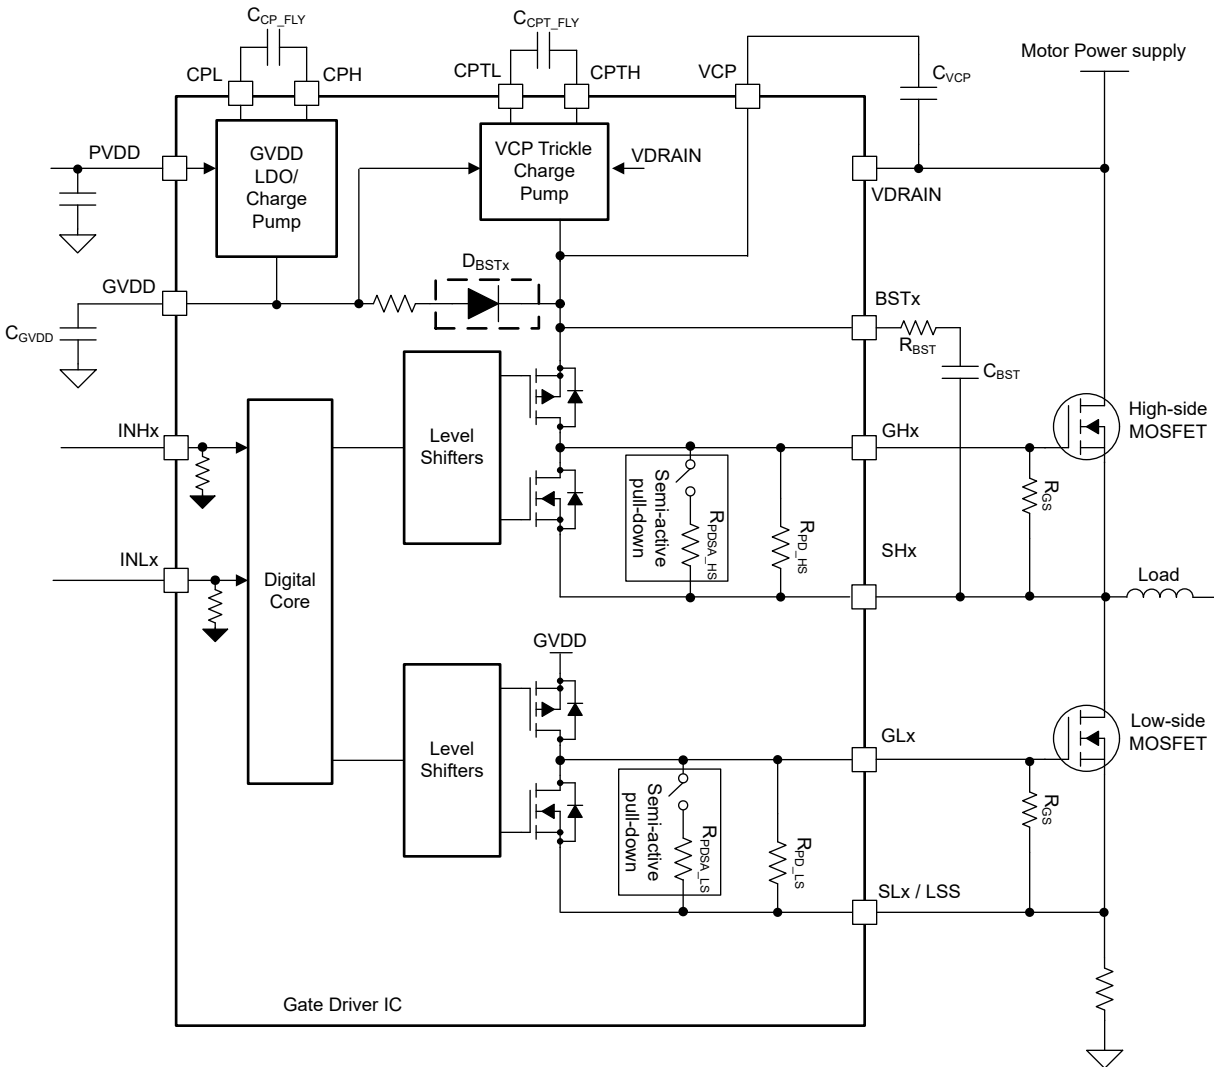 CCP_FLY
CCPT_FLY
CPL
CPH
CPTL
CPTH
VCP
CVCP
Motor Power supply
PVDD
GVDD
LDO/
Charge
Pump
VCP Trickle
Charge
Pump
VDRAIN
VDRAIN
GVDD
DBSTx
BSTx
CGVDD
RBST
CBST
INHx
Level
Shifters
GHx
High-side
MOSFET
Semi-active
pull-down
RPDSA_HS
RPD_HS
RGS
INLx
Digital
Core
SHx
Load
GVDD
Level
Shifters
GLx
Low-side
MOSFET
Semi-active
pull-down
RPDSA_LS
RPD_LS
RGS
SLx / LSS
Gate Driver IC